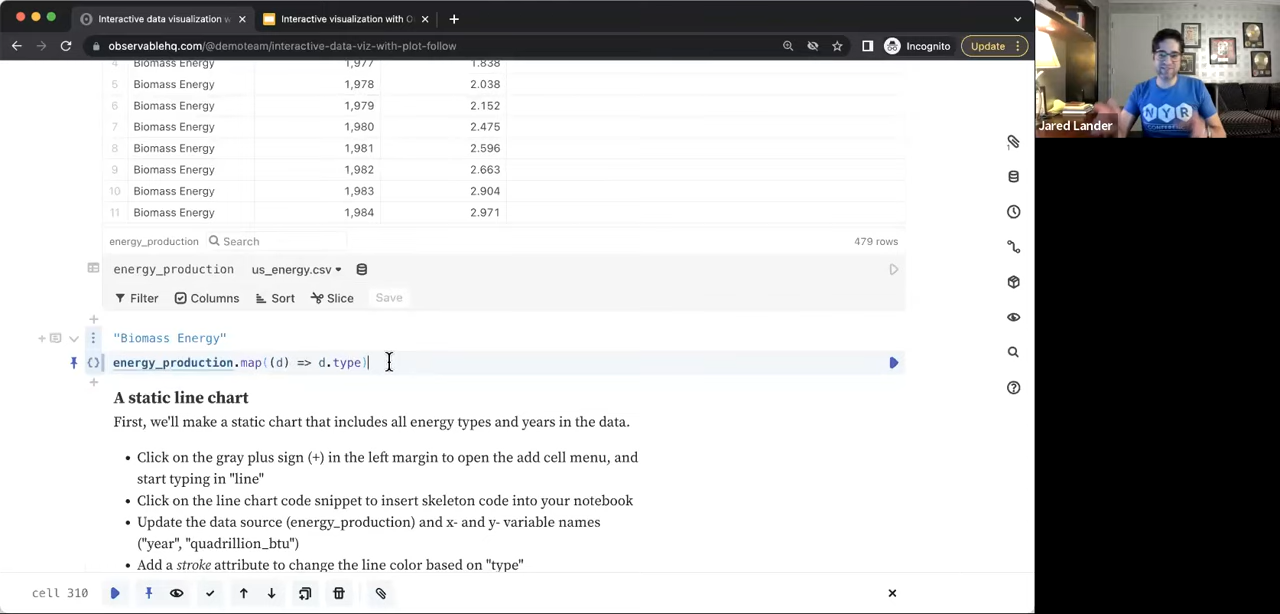 Interactive data visualization w
Interactive visualization with O
observablehq.com/@demoteam/interactive-data-viz-with-plot-follow
Incognito
Update
4 Biomass Energy 1,977 1.838
5 Biomass Energy 1,978 2.038
6 Biomass Energy 1,979 2.152
7 Biomass Energy 1,980 2.475
8 Biomass Energy 1,981 2.596
9 Biomass Energy 1,982 2.663
10 Biomass Energy 1,983 2.904
11 Biomass Energy 1,984 2.971
energy_production Search 479 rows
energy_production us_energy.csv
Filter Columns Sort Slice Save
"Biomass Energy"
energy_production.map((d) => d.type)
A static line chart
First, we'll make a static chart that includes all energy types and years in the data.
• Click on the gray plus sign (+) in the left margin to open the add cell menu, and
start typing in "line"
• Click on the line chart code snippet to insert skeleton code into your notebook
• Update the data source (energy_production) and x- and y- variable names
("year", "quadrillion_btu")
• Add a stroke attribute to change the line color based on "type"
cell 310
NYR
Jared Lander